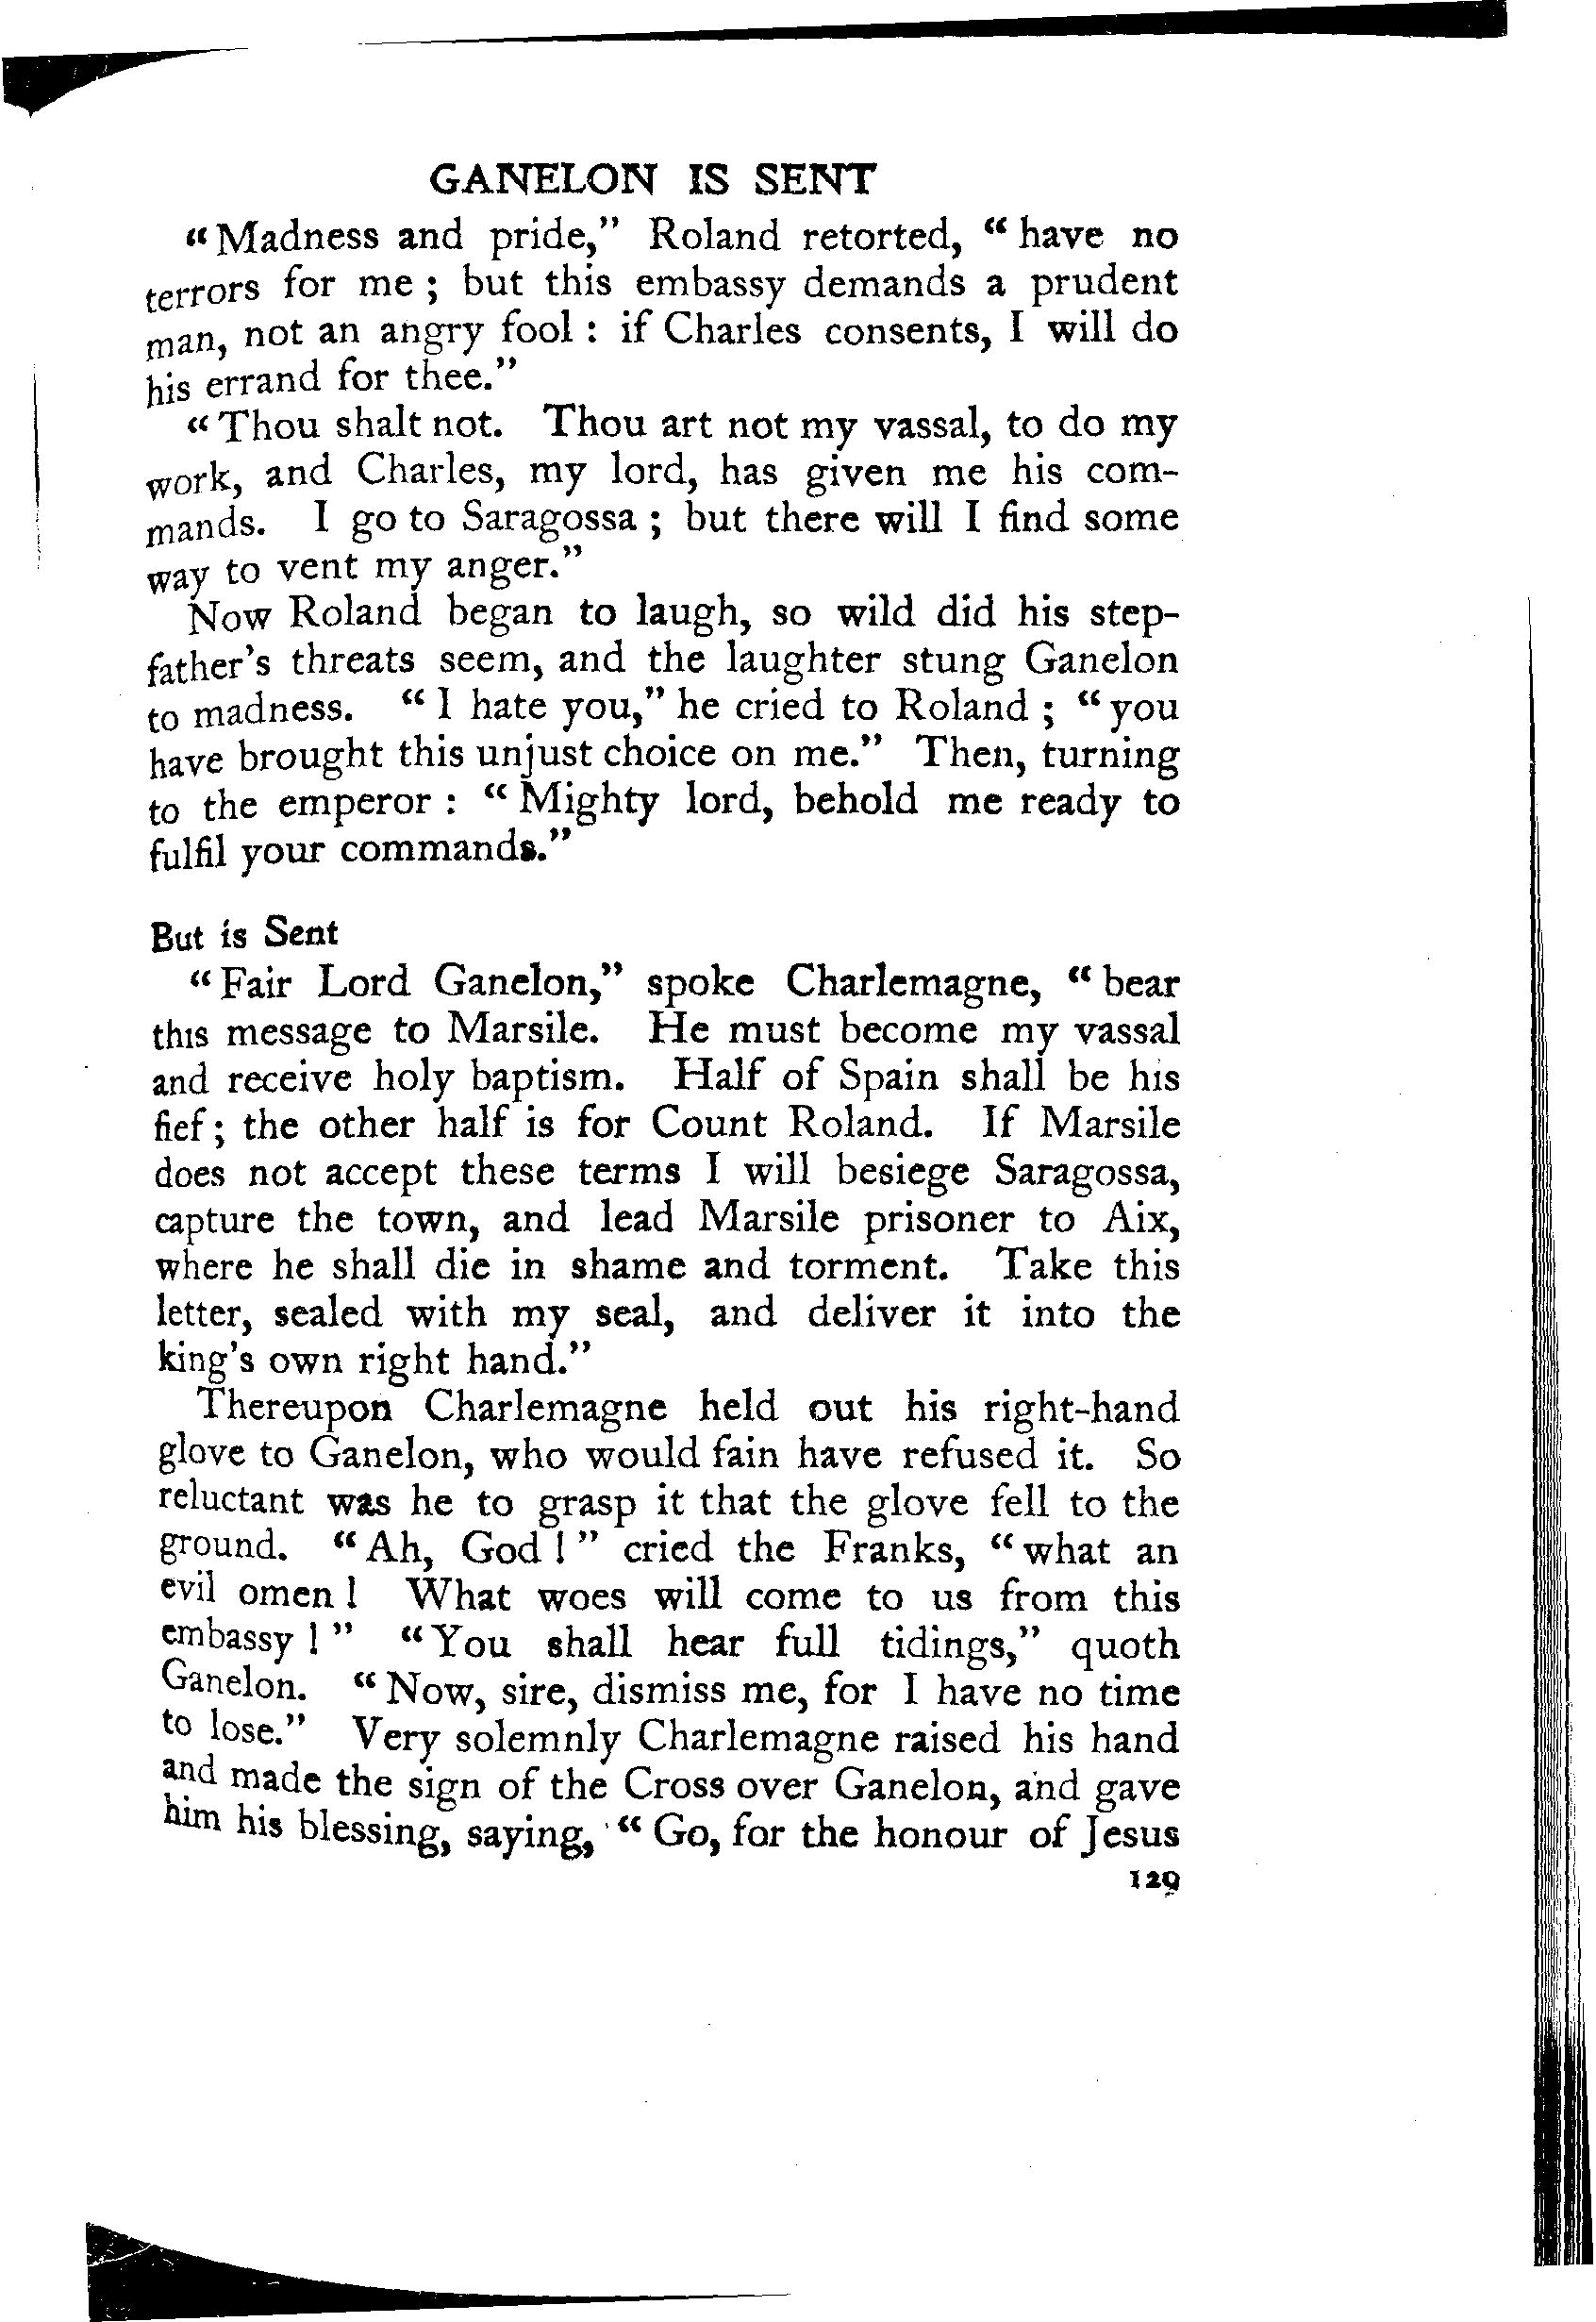 GANELON IS SENT
“Madness and pride,” Roland retorted, “have no
terrors for me ; but this embassy demands a prudent
man, not an angry fool : if Charles consents, I will do
his errand for thee.”
“Thou shalt not. Thou art not my vassal, to do my
work, and Charles, my lord, has given me his com-
mands. I go to Saragossa ; but there will I find some
way to vent my anger.”
Now Roland began to laugh, so wild did his step-
father’s threats seem, and the laughter stung Ganelon
to madness. “I hate you,” he cried to Roland ; “you
have brought this unjust choice on me.” Then, turning
to the emperor : “Mighty lord, behold me ready to
fulfil your commands.”
But is Sent
“Fair Lord Ganelon,” spoke Charlemagne, “bear
this message to Marsile. He must become my vassal
and receive holy baptism. Half of Spain shall be his
fief ; the other half is for Count Roland. If Marsile
does not accept these terms I will besiege Saragossa,
capture the town, and lead Marsile prisoner to Aix,
where he shall die in shame and torment. Take this
letter, sealed with my seal, and deliver it into the
king’s own right hand.”
Thereupon Charlemagne held out his right-hand
glove to Ganelon, who would fain have refused it. So
reluctant was he to grasp it that the glove fell to the
ground. “Ah, God !” cried the Franks, “what an
evil omen ! What woes will come to us from this
embassy !” “You shall hear full tidings,” quoth
Ganelon. “Now, sire, dismiss me, for I have no time
to lose.” Very solemnly Charlemagne raised his hand
and made the sign of the Cross over Ganelon, and gave
him his blessing, saying, “Go, for the honour of Jesus
129